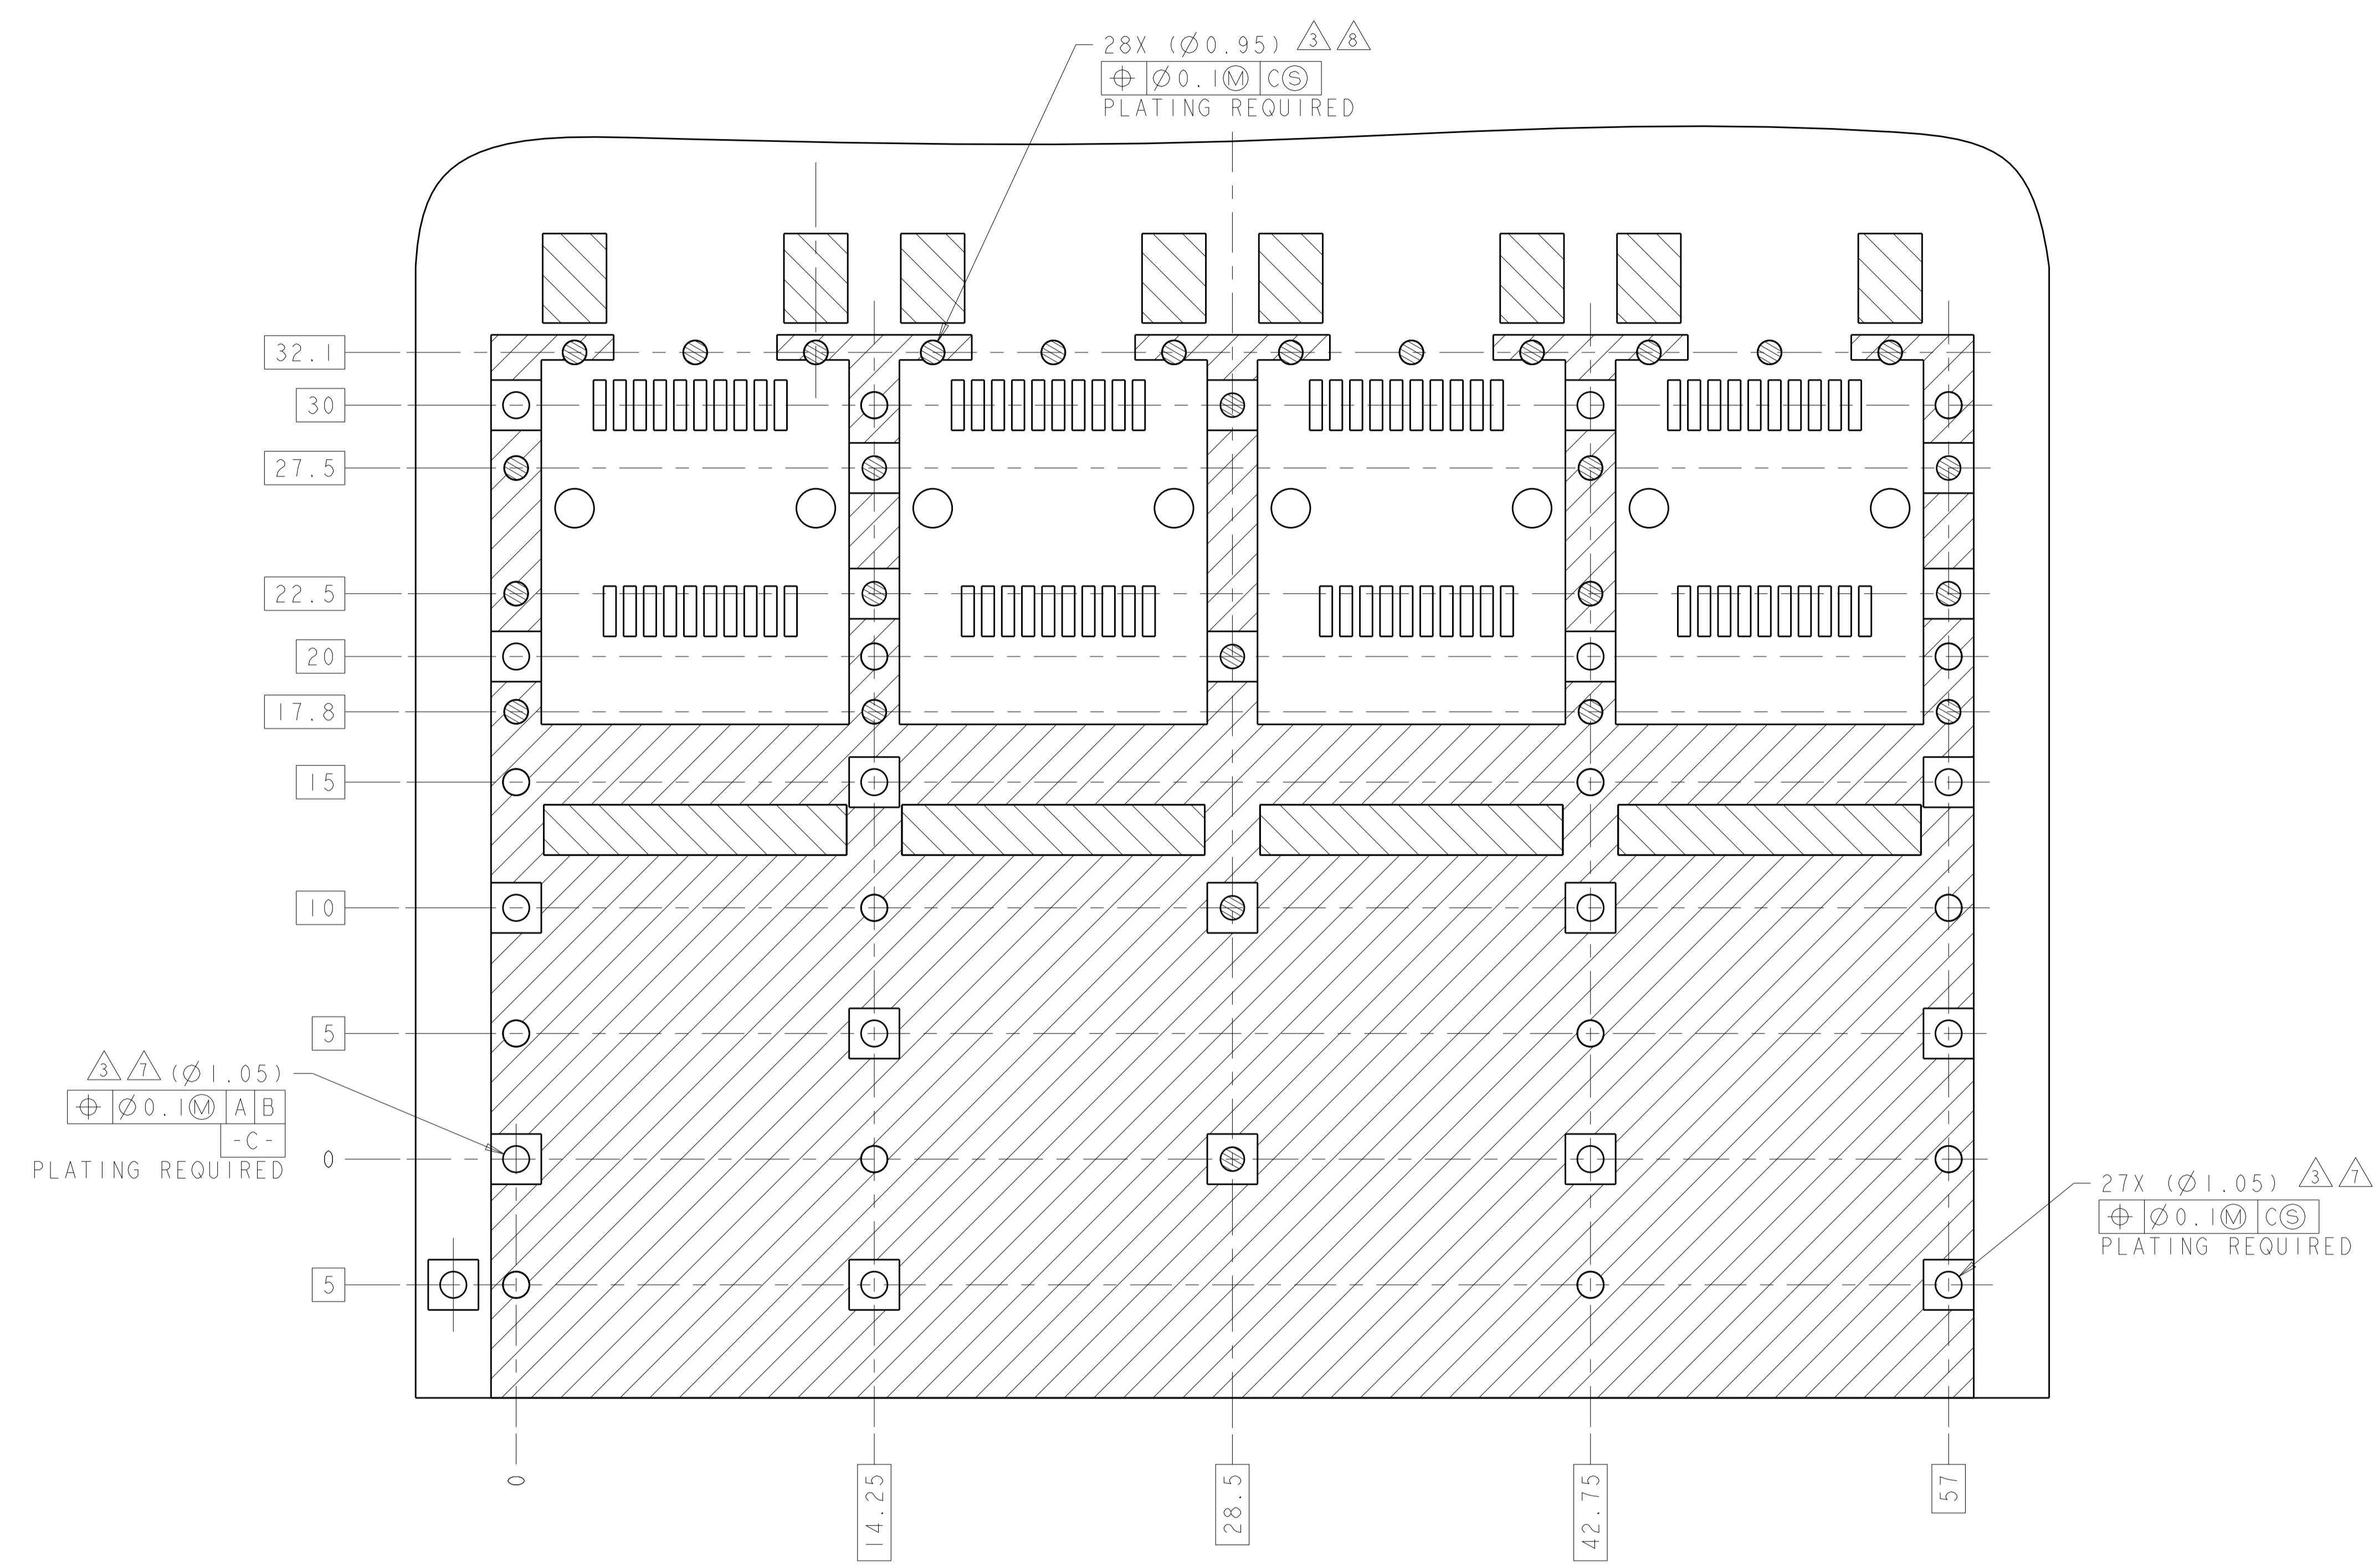 28X (Ø0.95) 3 8
⌖ Ø0.1Ⓜ CⓈ
PLATING REQUIRED
32.1
30
27.5
22.5
20
17.8
15
10
5
3 7 (Ø1.05)
⌖ Ø0.1Ⓜ A B
-C-
PLATING REQUIRED
0
27X (Ø1.05) 3 7
⌖ Ø0.1Ⓜ CⓈ
PLATING REQUIRED
5
0
14.25
28.5
42.75
57